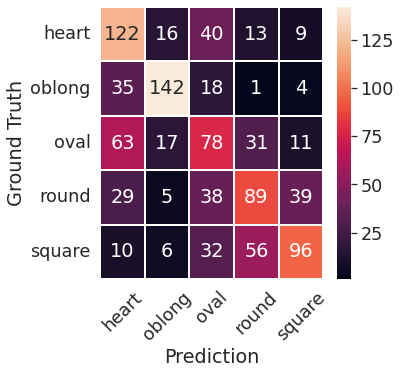 heart 122 16 40 13 9
oblong 35 142 18 1 4
oval 63 17 78 31 11
round 29 5 38 89 39
square 10 6 32 56 96
heart oblong oval round square
Prediction
Ground Truth
125
100
75
50
25